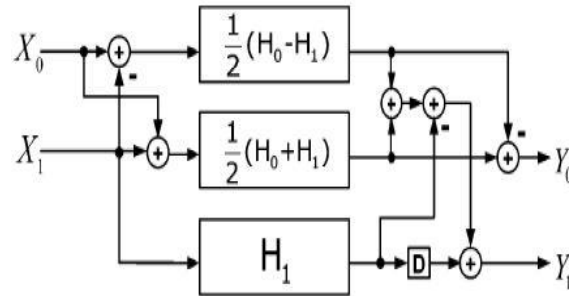 X₀
X₁
1/2 (H₀-H₁)
1/2 (H₀+H₁)
H₁
D
Y₀
Y₁